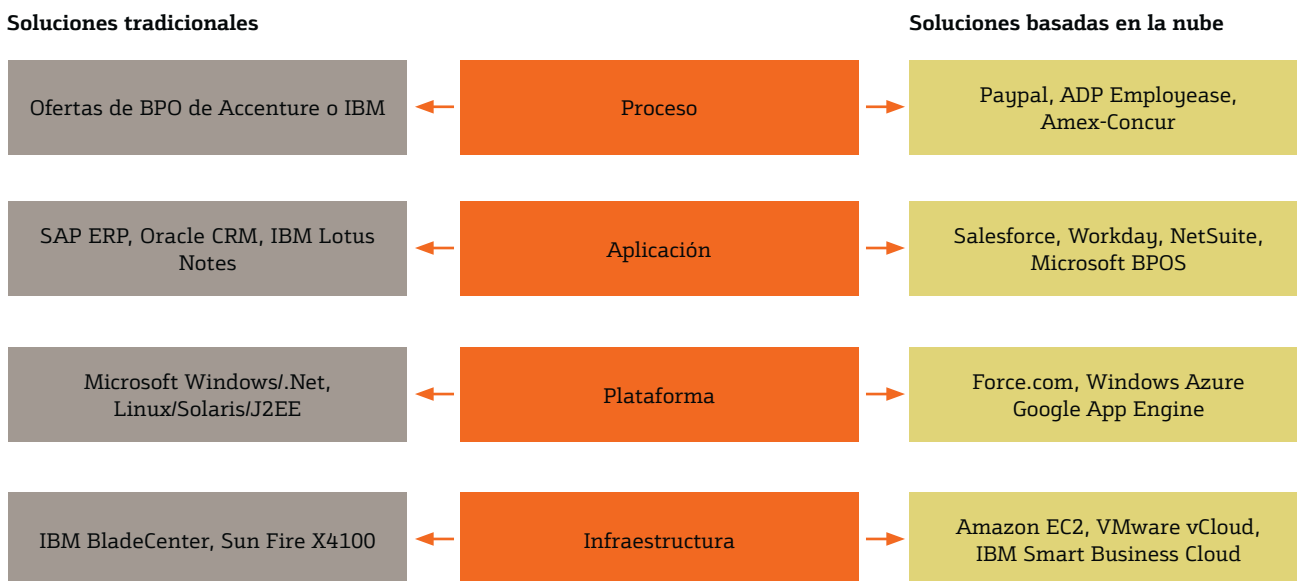 Soluciones tradicionales
Soluciones basadas en la nube
Ofertas de BPO de Accenture o IBM
Proceso
Paypal, ADP Employease,
Amex-Concur
SAP ERP, Oracle CRM, IBM Lotus
Notes
Aplicación
Salesforce, Workday, NetSuite,
Microsoft BPOS
Microsoft Windows/.Net,
Linux/Solaris/J2EE
Plataforma
Force.com, Windows Azure
Google App Engine
IBM BladeCenter, Sun Fire X4100
Infraestructura
Amazon EC2, VMware vCloud,
IBM Smart Business Cloud